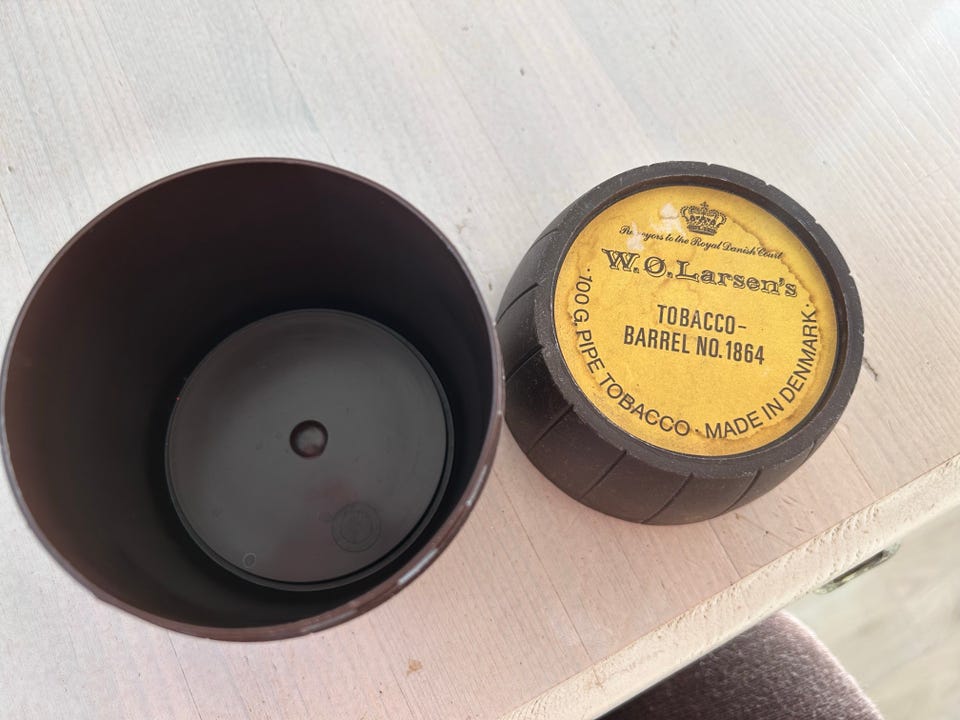 Purveyors to the Royal Danish Court
W.Ø.Larsen's
TOBACCO-
BARREL NO.1864
·100 G. PIPE TOBACCO · MADE IN DENMARK·